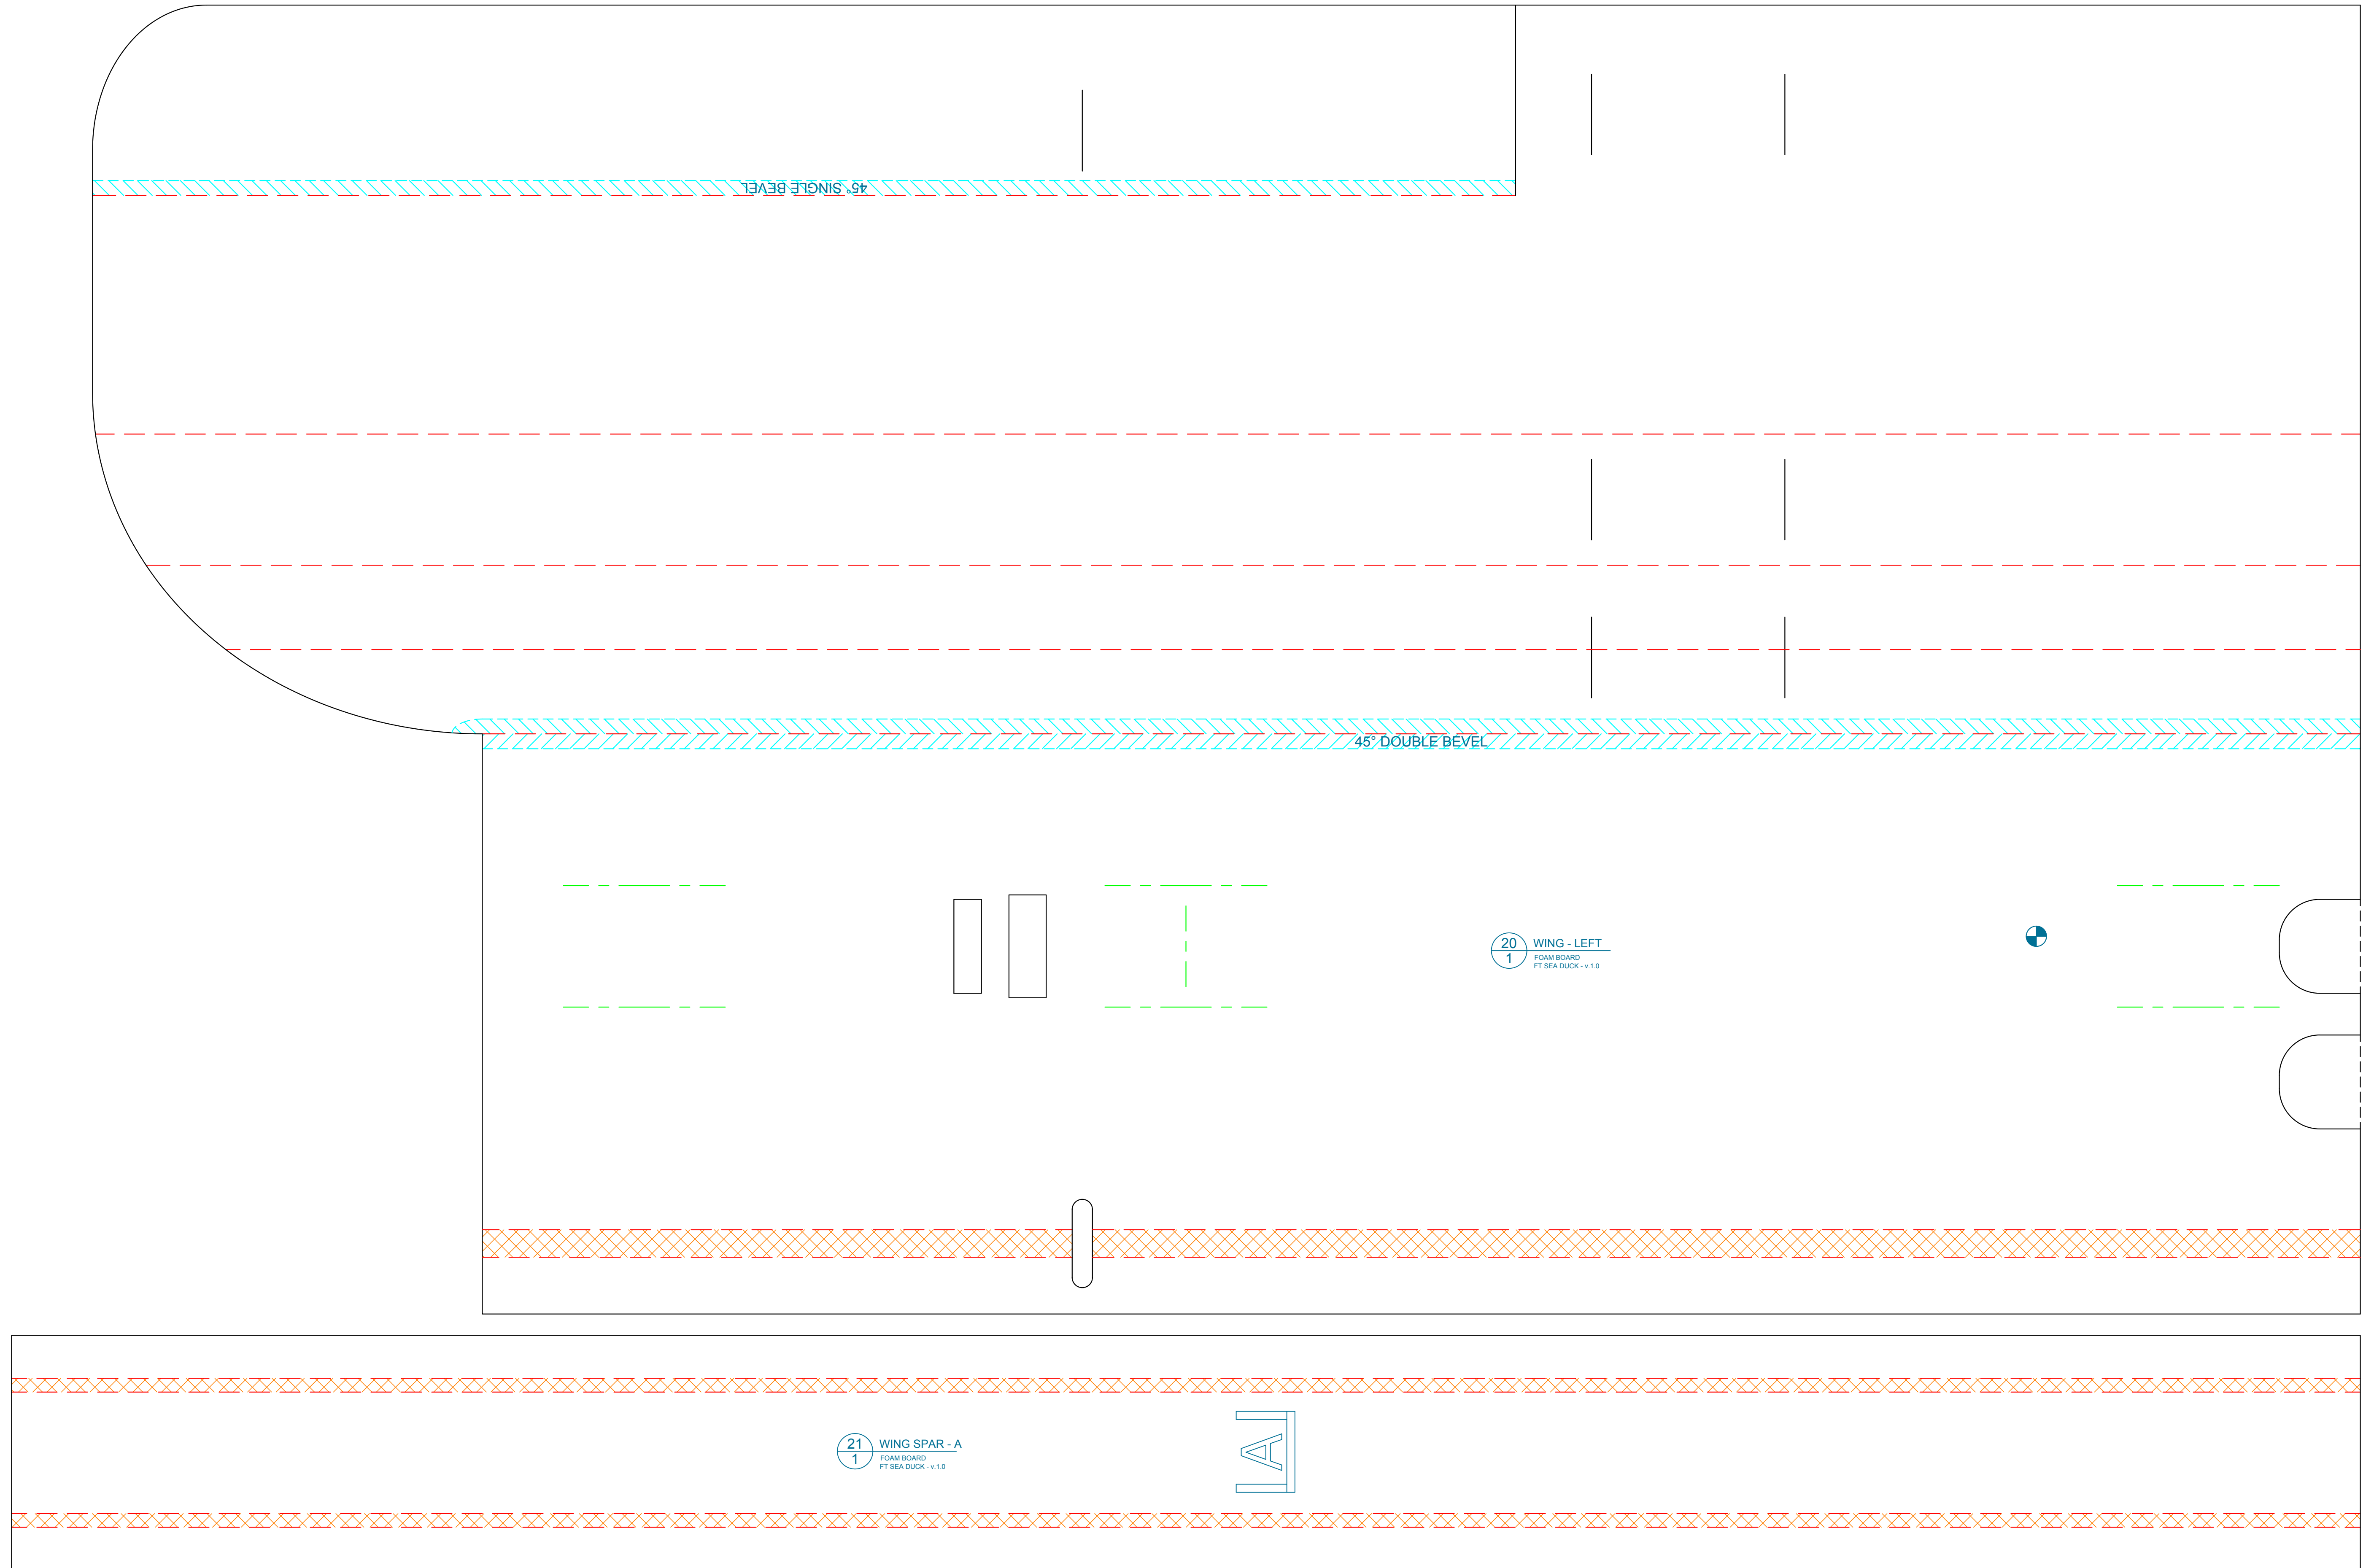 45° SINGLE BEVEL
45° DOUBLE BEVEL
20
1
WING - LEFT
FOAM BOARD
FT SEA DUCK - v.1.0
21
1
WING SPAR - A
FOAM BOARD
FT SEA DUCK - v.1.0
A